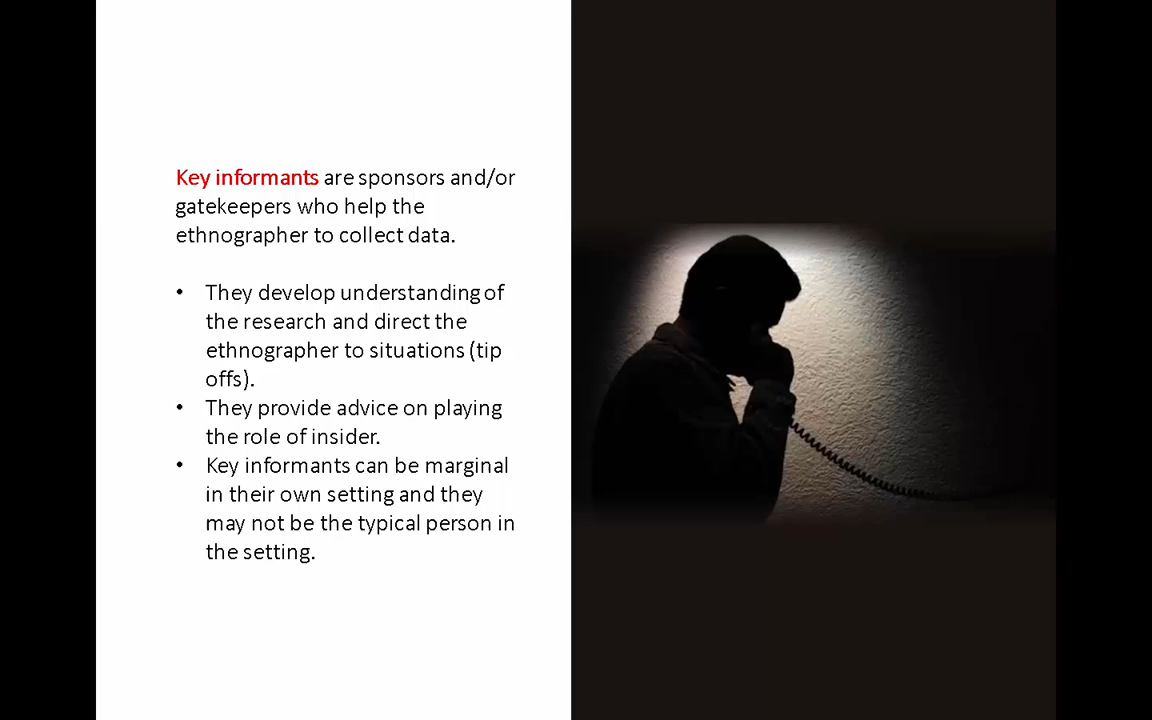 Key informants are sponsors and/or
gatekeepers who help the
ethnographer to collect data.
• They develop understanding of
the research and direct the
ethnographer to situations (tip
offs).
• They provide advice on playing
the role of insider.
• Key informants can be marginal
in their own setting and they
may not be the typical person in
the setting.